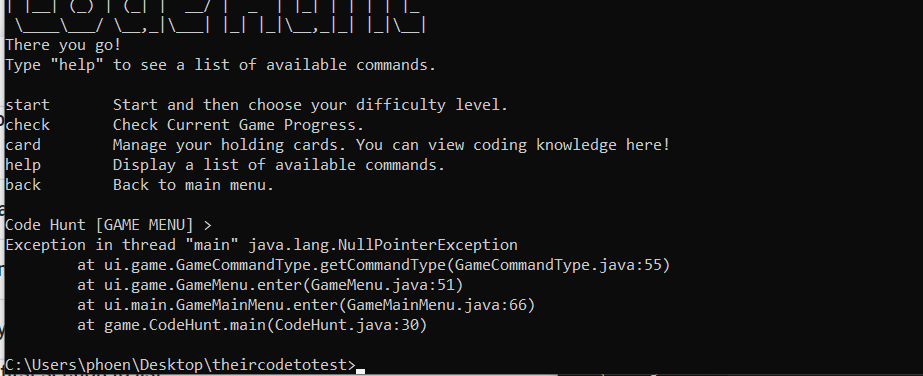 There you go!
Type "help" to see a list of available commands.
start       Start and then choose your difficulty level.
check       Check Current Game Progress.
card        Manage your holding cards. You can view coding knowledge here!
help        Display a list of available commands.
back        Back to main menu.
Code Hunt [GAME MENU] >
Exception in thread "main" java.lang.NullPointerException
        at ui.game.GameCommandType.getCommandType(GameCommandType.java:55)
        at ui.game.GameMenu.enter(GameMenu.java:51)
        at ui.main.GameMainMenu.enter(GameMainMenu.java:66)
        at game.CodeHunt.main(CodeHunt.java:30)
C:\Users\phoen\Desktop\theircodetotest>